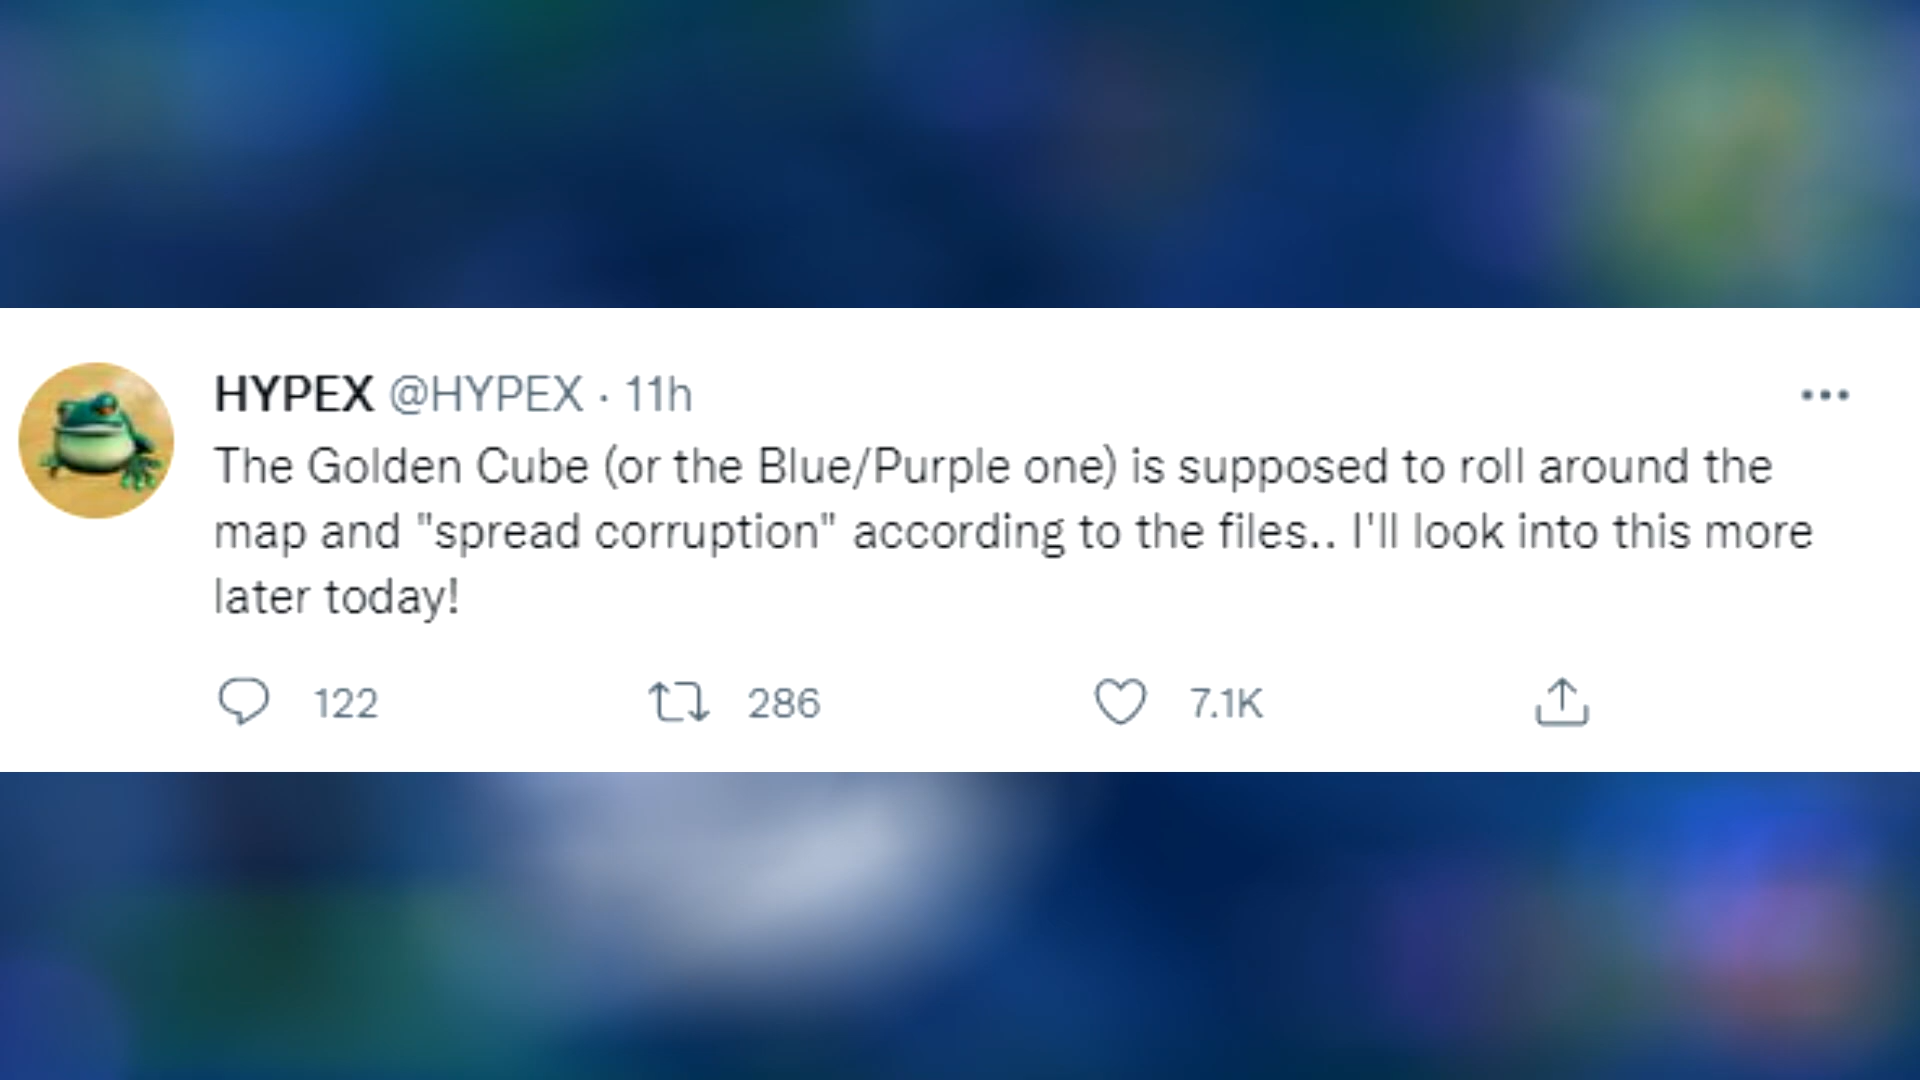 HYPEX @HYPEX · 11h
The Golden Cube (or the Blue/Purple one) is supposed to roll around the
map and "spread corruption" according to the files.. I'll look into this more
later today!
122 286 7.1K